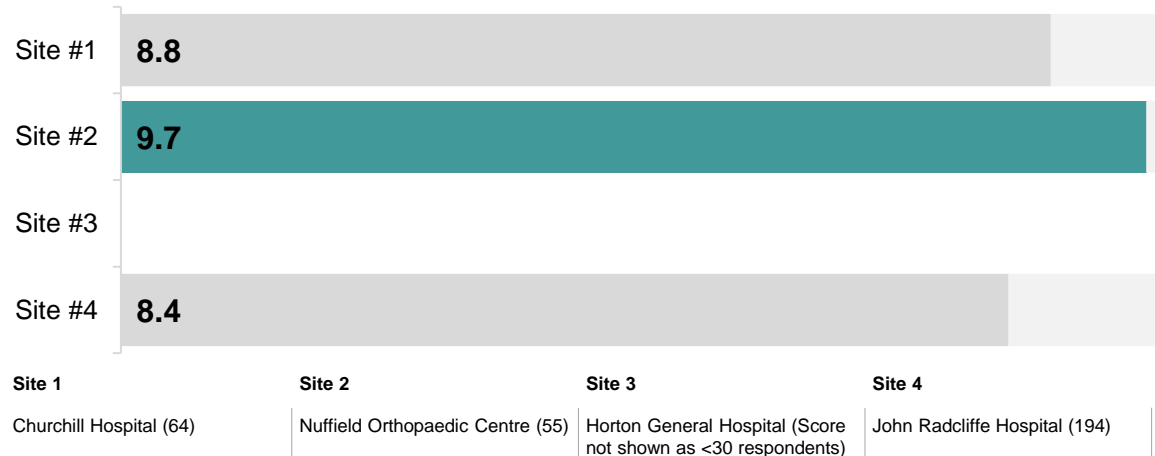 Site #1
8.8
Site #2
9.7
Site #3
Site #4
8.4
Site 1
Churchill Hospital (64)
Site 2
Nuffield Orthopaedic Centre (55)
Site 3
Horton General Hospital (Score
not shown as <30 respondents)
Site 4
John Radcliffe Hospital (194)